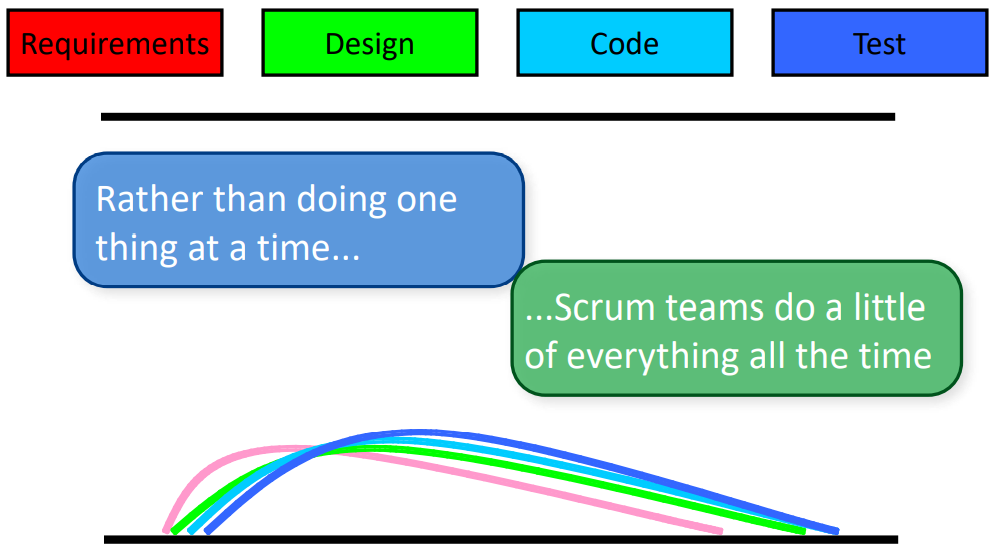 Requirements
Design
Code
Test
Rather than doing one
thing at a time...
...Scrum teams do a little
of everything all the time